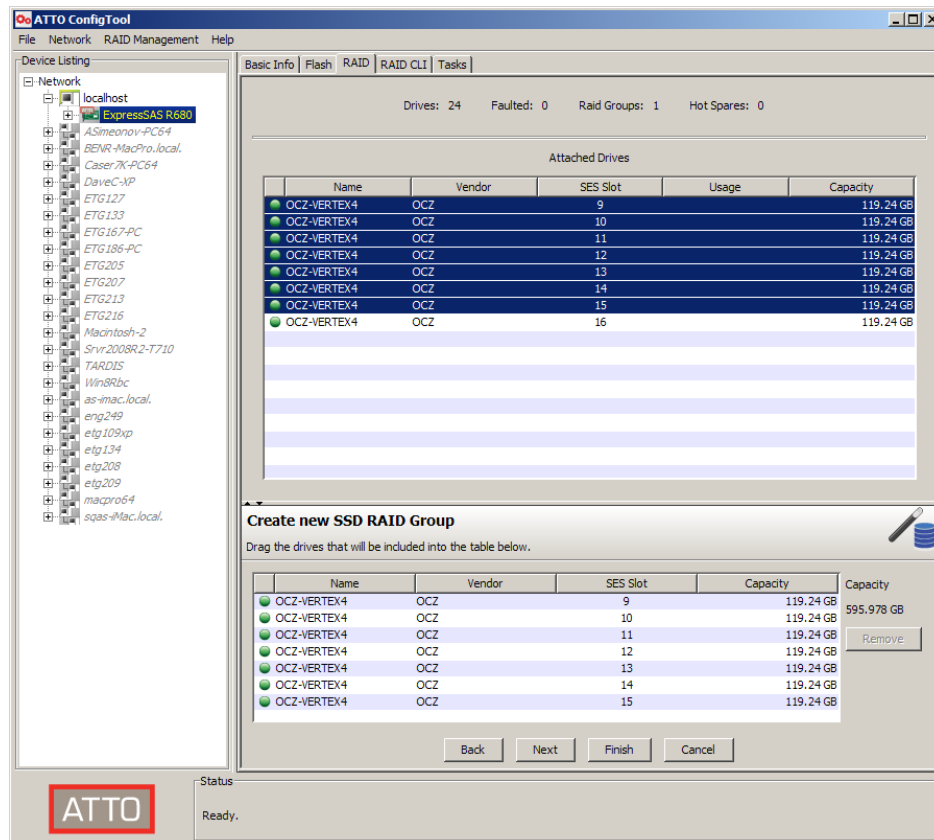 ATTO ConfigTool
File Network RAID Management Help
Device Listing
Network
localhost
ExpressSAS R680
ASimeonov-PC64
BENR-MacPro.local.
Caser7K-PC64
DaveC-XP
ETG127
ETG133
ETG167-PC
ETG186-PC
ETG205
ETG207
ETG213
ETG216
Macintosh-2
Srvr2008R2-T710
TARDIS
Win8Rbc
as-imac.local.
eng249
etg109xp
etg134
etg208
etg209
macpro64
sqas-iMac.local.
Basic Info Flash RAID RAID CLI Tasks
Drives: 24 Faulted: 0 Raid Groups: 1 Hot Spares: 0
Attached Drives
Name Vendor SES Slot Usage Capacity
OCZ-VERTEX4 OCZ 9 119.24 GB
OCZ-VERTEX4 OCZ 10 119.24 GB
OCZ-VERTEX4 OCZ 11 119.24 GB
OCZ-VERTEX4 OCZ 12 119.24 GB
OCZ-VERTEX4 OCZ 13 119.24 GB
OCZ-VERTEX4 OCZ 14 119.24 GB
OCZ-VERTEX4 OCZ 15 119.24 GB
OCZ-VERTEX4 OCZ 16 119.24 GB
Create new SSD RAID Group
Drag the drives that will be included into the table below.
Name Vendor SES Slot Capacity
OCZ-VERTEX4 OCZ 9 119.24 GB
OCZ-VERTEX4 OCZ 10 119.24 GB
OCZ-VERTEX4 OCZ 11 119.24 GB
OCZ-VERTEX4 OCZ 12 119.24 GB
OCZ-VERTEX4 OCZ 13 119.24 GB
OCZ-VERTEX4 OCZ 14 119.24 GB
OCZ-VERTEX4 OCZ 15 119.24 GB
Capacity
595.978 GB
Remove
Back Next Finish Cancel
ATTO
Status
Ready.